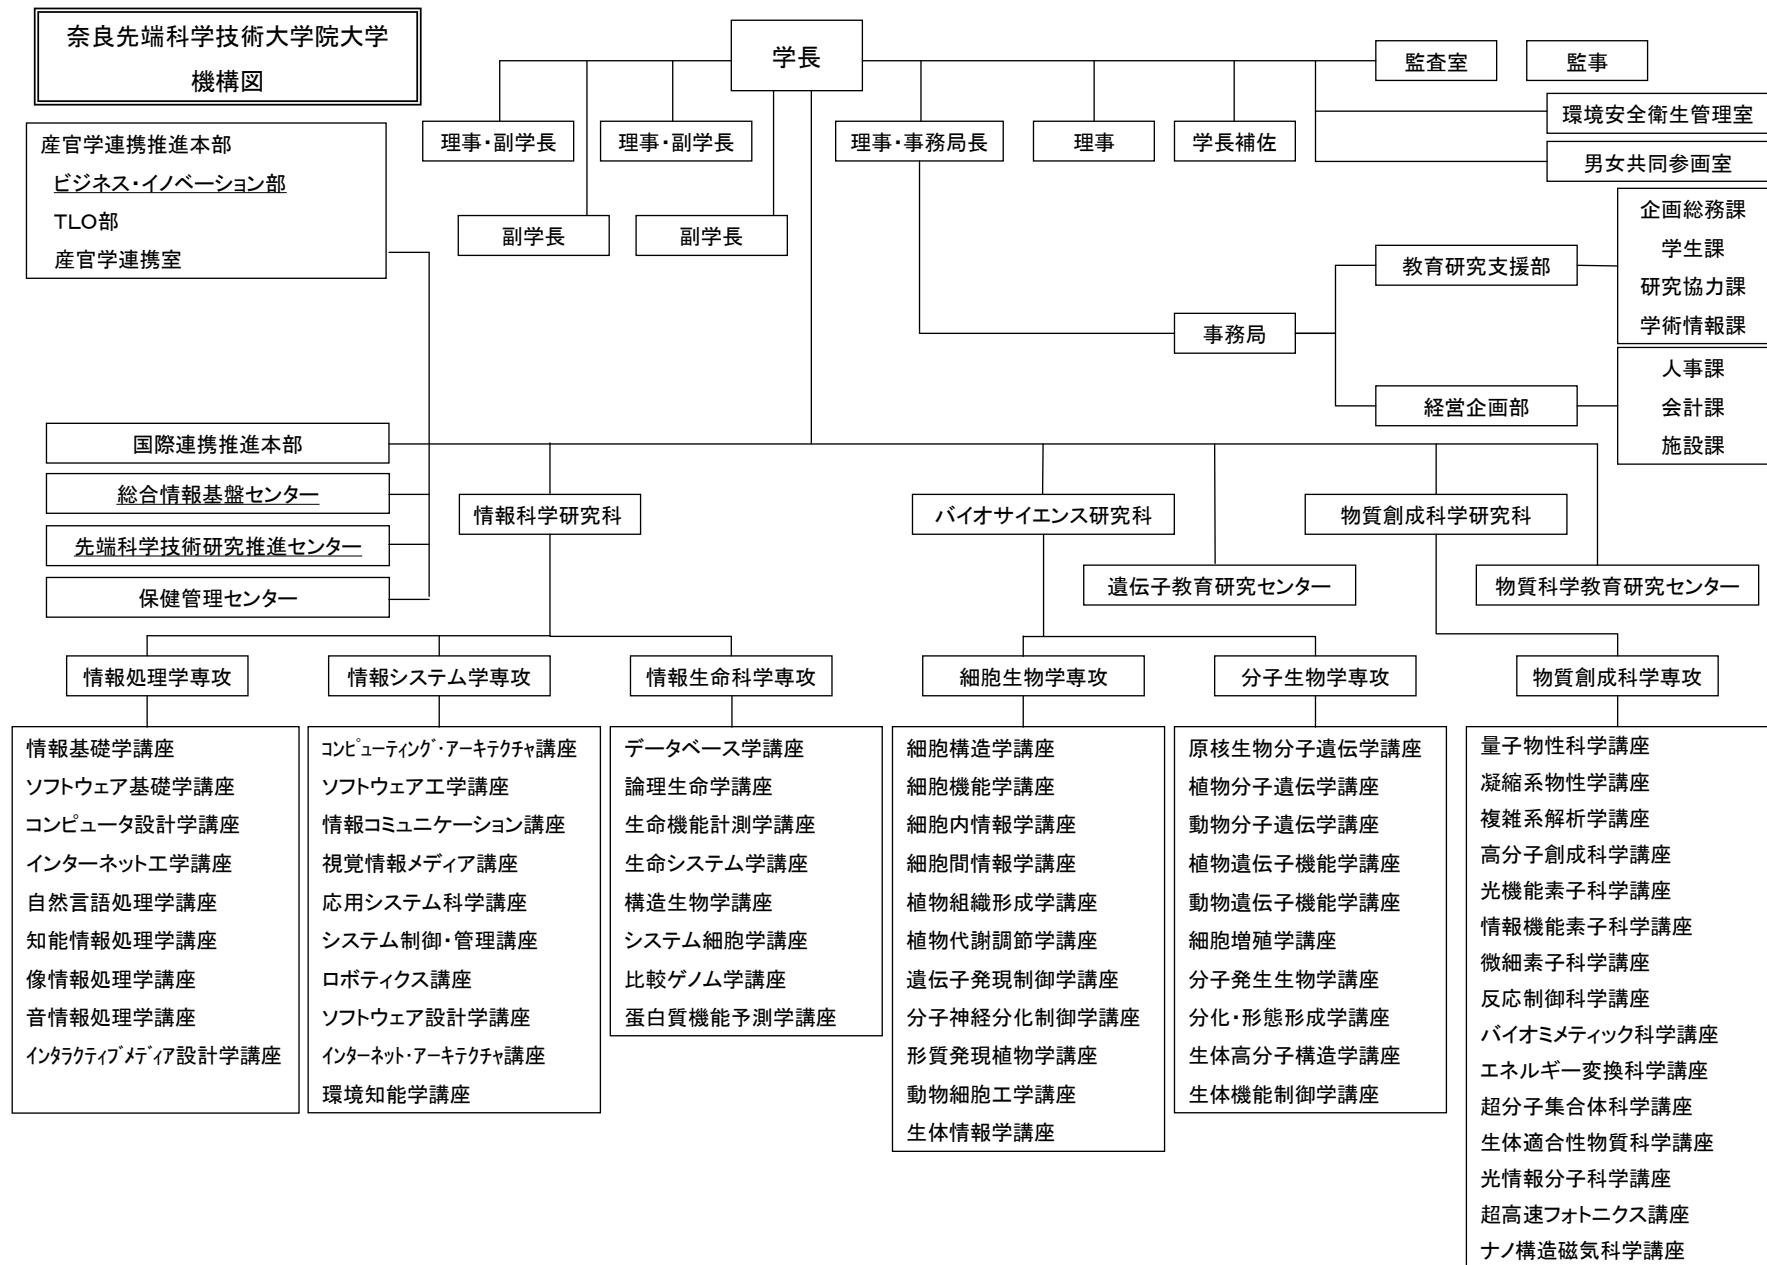 奈良先端科学技術大学院大学
機構図
学長
監査室
監事
環境安全衛生管理室
男女共同参画室
理事・副学長
理事・副学長
理事・事務局長
理事
学長補佐
副学長
副学長
産官学連携推進本部
ビジネス・イノベーション部
TLO部
産官学連携室
事務局
教育研究支援部
企画総務課
学生課
研究協力課
学術情報課
経営企画部
人事課
会計課
施設課
国際連携推進本部
総合情報基盤センター
先端科学技術研究推進センター
保健管理センター
情報科学研究科
バイオサイエンス研究科
物質創成科学研究科
遺伝子教育研究センター
物質科学教育研究センター
情報処理学専攻
情報システム学専攻
情報生命科学専攻
細胞生物学専攻
分子生物学専攻
物質創成科学専攻
情報基礎学講座
ソフトウェア基礎学講座
コンピュータ設計学講座
インターネット工学講座
自然言語処理学講座
知能情報処理学講座
像情報処理学講座
音情報処理学講座
インタラクティブメディア設計学講座
コンピューティング・アーキテクチャ講座
ソフトウェア工学講座
情報コミュニケーション講座
視覚情報メディア講座
応用システム科学講座
システム制御・管理講座
ロボティクス講座
ソフトウェア設計学講座
インターネット・アーキテクチャ講座
環境知能学講座
データベース学講座
論理生命学講座
生命機能計測学講座
生命システム学講座
構造生物学講座
システム細胞学講座
比較ゲノム学講座
蛋白質機能予測学講座
細胞構造学講座
細胞機能学講座
細胞内情報学講座
細胞間情報学講座
植物組織形成学講座
植物代謝調節学講座
遺伝子発現制御学講座
分子神経分化制御学講座
形質発現植物学講座
動物細胞工学講座
生体情報学講座
原核生物分子遺伝学講座
植物分子遺伝学講座
動物分子遺伝学講座
植物遺伝子機能学講座
動物遺伝子機能学講座
細胞増殖学講座
分子発生生物学講座
分化・形態形成学講座
生体高分子構造学講座
生体機能制御学講座
量子物性科学講座
凝縮系物性学講座
複雑系解析学講座
高分子創成科学講座
光機能素子科学講座
情報機能素子科学講座
微細素子科学講座
反応制御科学講座
バイオミメティック科学講座
エネルギー変換科学講座
超分子集合体科学講座
生体適合性物質科学講座
光情報分子科学講座
超高速フォトニクス講座
ナノ構造磁気科学講座